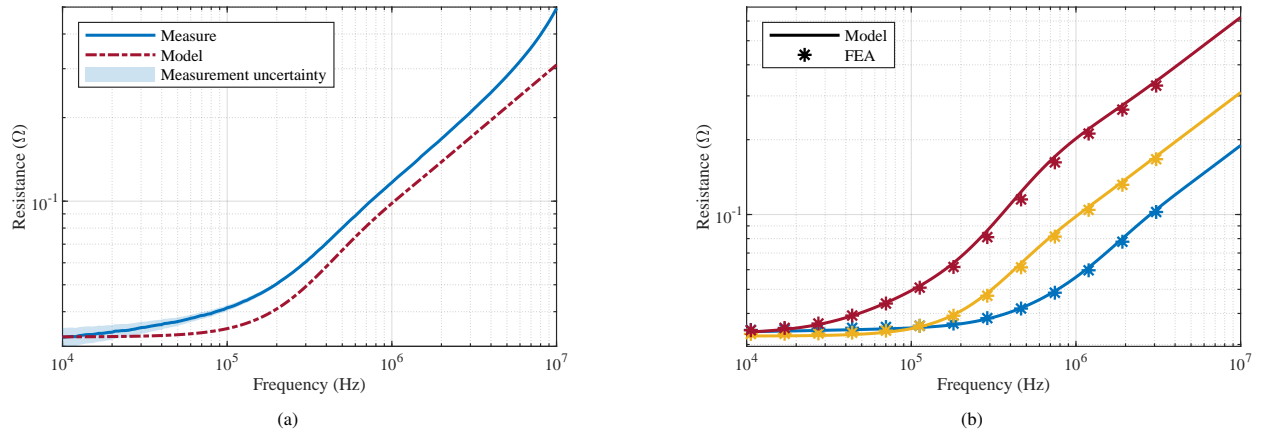 Measure
Model
Measurement uncertainty
Resistance (Ω)
10^-1
10^4
10^5
10^6
10^7
Frequency (Hz)
(a)
Model
FEA
Resistance (Ω)
10^-1
10^4
10^5
10^6
10^7
Frequency (Hz)
(b)